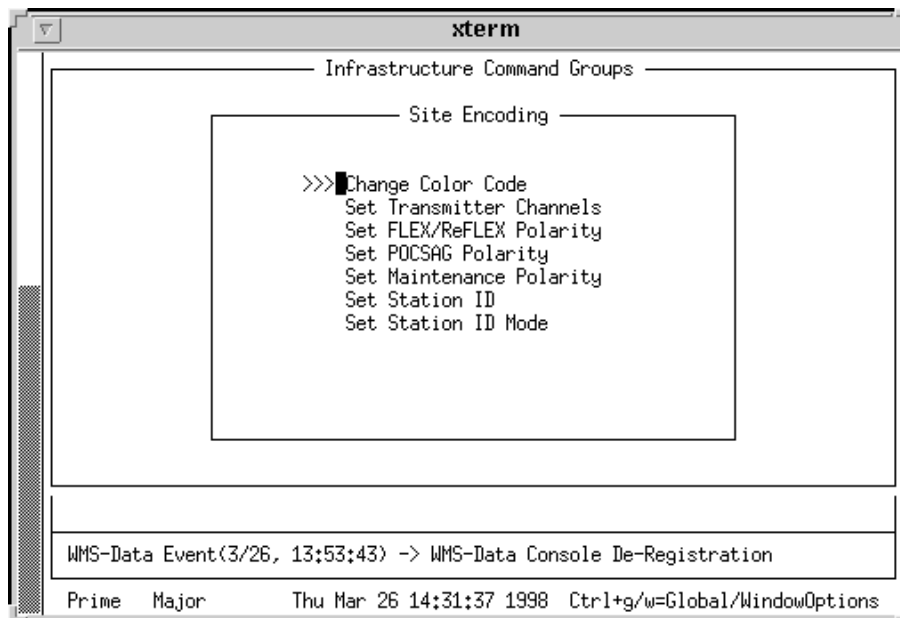 xterm
Infrastructure Command Groups
Site Encoding
>>>Change Color Code
Set Transmitter Channels
Set FLEX/ReFLEX Polarity
Set POCSAG Polarity
Set Maintenance Polarity
Set Station ID
Set Station ID Mode
WMS-Data Event(3/26, 13:53:43) -> WMS-Data Console De-Registration
Prime Major Thu Mar 26 14:31:37 1998 Ctrl+g/w=Global/WindowOptions